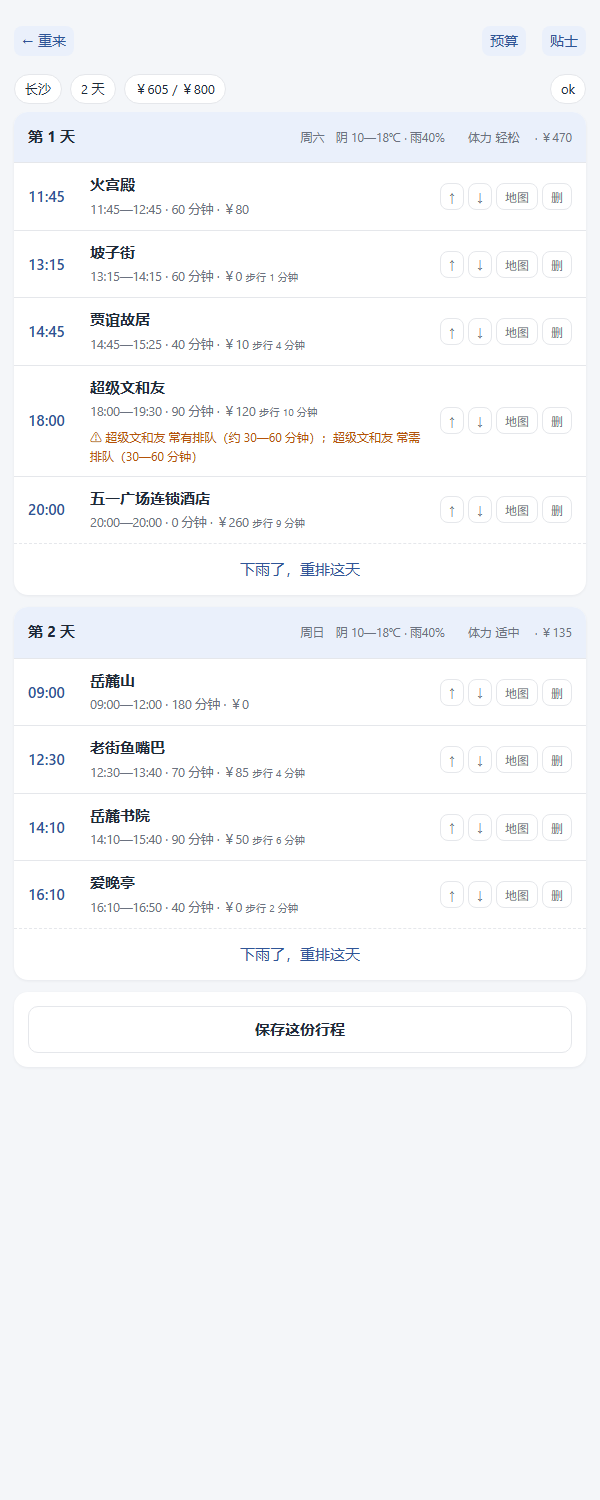 ← 重来 预算 贴士
长沙 2 天 ￥605 / ￥800 ok
第 1 天 周六 阴 10—18℃ · 雨40% 体力 轻松 · ￥470
11:45 火宫殿
11:45—12:45 · 60 分钟 · ￥80
↑ ↓ 地图 删
13:15 坡子街
13:15—14:15 · 60 分钟 · ￥0 步行 1 分钟
↑ ↓ 地图 删
14:45 贾谊故居
14:45—15:25 · 40 分钟 · ￥10 步行 4 分钟
↑ ↓ 地图 删
18:00 超级文和友
18:00—19:30 · 90 分钟 · ￥120 步行 10 分钟
⚠ 超级文和友 常有排队（约 30—60 分钟）；超级文和友 常需
排队（30—60 分钟）
↑ ↓ 地图 删
20:00 五一广场连锁酒店
20:00—20:00 · 0 分钟 · ￥260 步行 9 分钟
↑ ↓ 地图 删
下雨了，重排这天
第 2 天 周日 阴 10—18℃ · 雨40% 体力 适中 · ￥135
09:00 岳麓山
09:00—12:00 · 180 分钟 · ￥0
↑ ↓ 地图 删
12:30 老街鱼嘴巴
12:30—13:40 · 70 分钟 · ￥85 步行 4 分钟
↑ ↓ 地图 删
14:10 岳麓书院
14:10—15:40 · 90 分钟 · ￥50 步行 6 分钟
↑ ↓ 地图 删
16:10 爱晚亭
16:10—16:50 · 40 分钟 · ￥0 步行 2 分钟
↑ ↓ 地图 删
下雨了，重排这天
保存这份行程